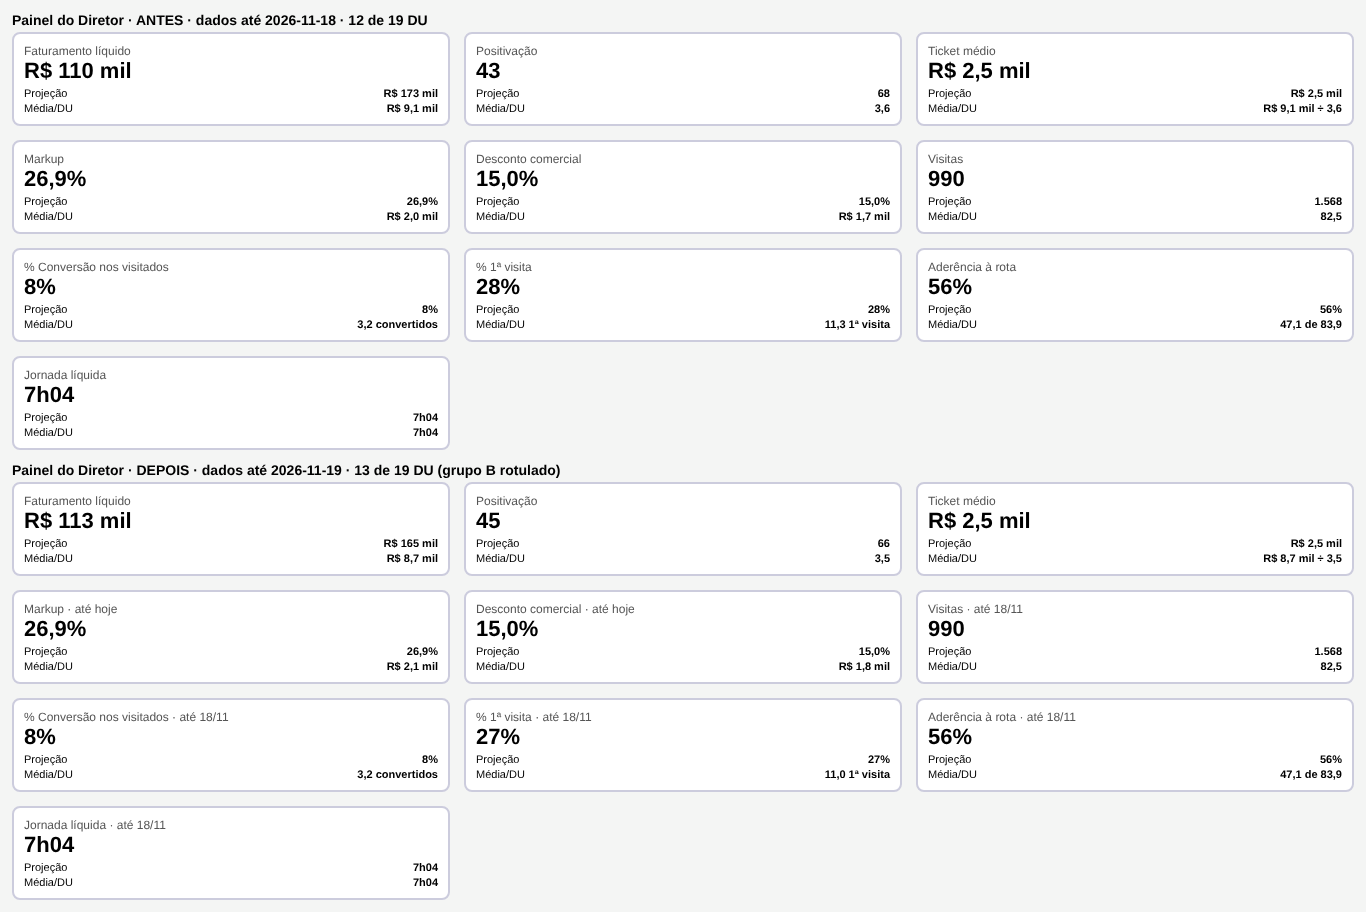 Painel do Diretor · ANTES · dados até 2026-11-18 · 12 de 19 DU
Faturamento líquido
R$ 110 mil
Projeção R$ 173 mil
Média/DU R$ 9,1 mil
Positivação
43
Projeção 68
Média/DU 3,6
Ticket médio
R$ 2,5 mil
Projeção R$ 2,5 mil
Média/DU R$ 9,1 mil ÷ 3,6
Markup
26,9%
Projeção 26,9%
Média/DU R$ 2,0 mil
Desconto comercial
15,0%
Projeção 15,0%
Média/DU R$ 1,7 mil
Visitas
990
Projeção 1.568
Média/DU 82,5
% Conversão nos visitados
8%
Projeção 8%
Média/DU 3,2 convertidos
% 1ª visita
28%
Projeção 28%
Média/DU 11,3 1ª visita
Aderência à rota
56%
Projeção 56%
Média/DU 47,1 de 83,9
Jornada líquida
7h04
Projeção 7h04
Média/DU 7h04
Painel do Diretor · DEPOIS · dados até 2026-11-19 · 13 de 19 DU (grupo B rotulado)
Faturamento líquido
R$ 113 mil
Projeção R$ 165 mil
Média/DU R$ 8,7 mil
Positivação
45
Projeção 66
Média/DU 3,5
Ticket médio
R$ 2,5 mil
Projeção R$ 2,5 mil
Média/DU R$ 8,7 mil ÷ 3,5
Markup · até hoje
26,9%
Projeção 26,9%
Média/DU R$ 2,1 mil
Desconto comercial · até hoje
15,0%
Projeção 15,0%
Média/DU R$ 1,8 mil
Visitas · até 18/11
990
Projeção 1.568
Média/DU 82,5
% Conversão nos visitados · até 18/11
8%
Projeção 8%
Média/DU 3,2 convertidos
% 1ª visita · até 18/11
27%
Projeção 27%
Média/DU 11,0 1ª visita
Aderência à rota · até 18/11
56%
Projeção 56%
Média/DU 47,1 de 83,9
Jornada líquida · até 18/11
7h04
Projeção 7h04
Média/DU 7h04